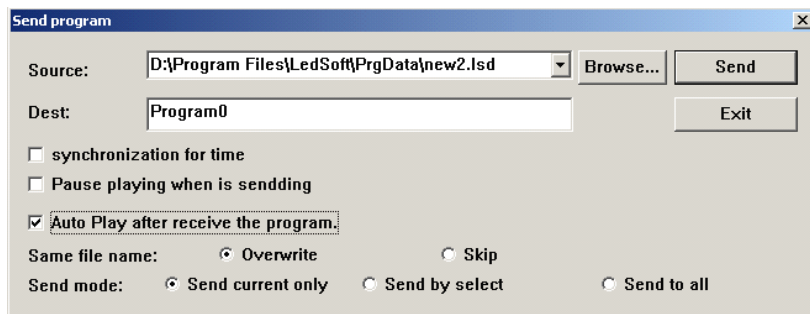 Send program
Source: D:\Program Files\LedSoft\PrgData\new2.lsd Browse... Send
Dest: Program0 Exit
synchronization for time
Pause playing when is sendding
Auto Play after receive the program.
Same file name: Overwrite Skip
Send mode: Send current only Send by select Send to all